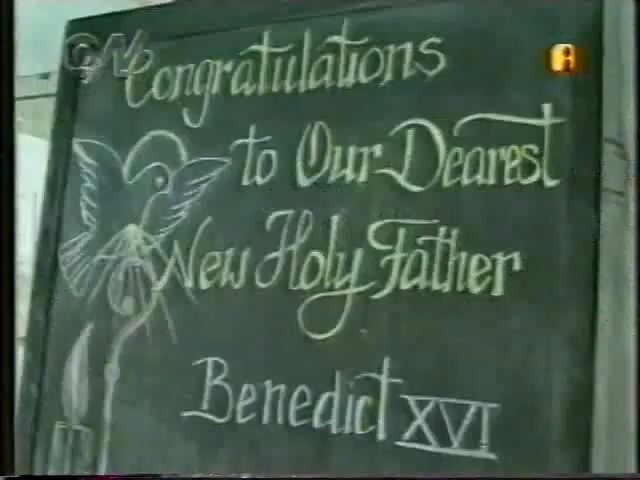 Congratulations
to Our Dearest
New Holy Father
Benedict XVI